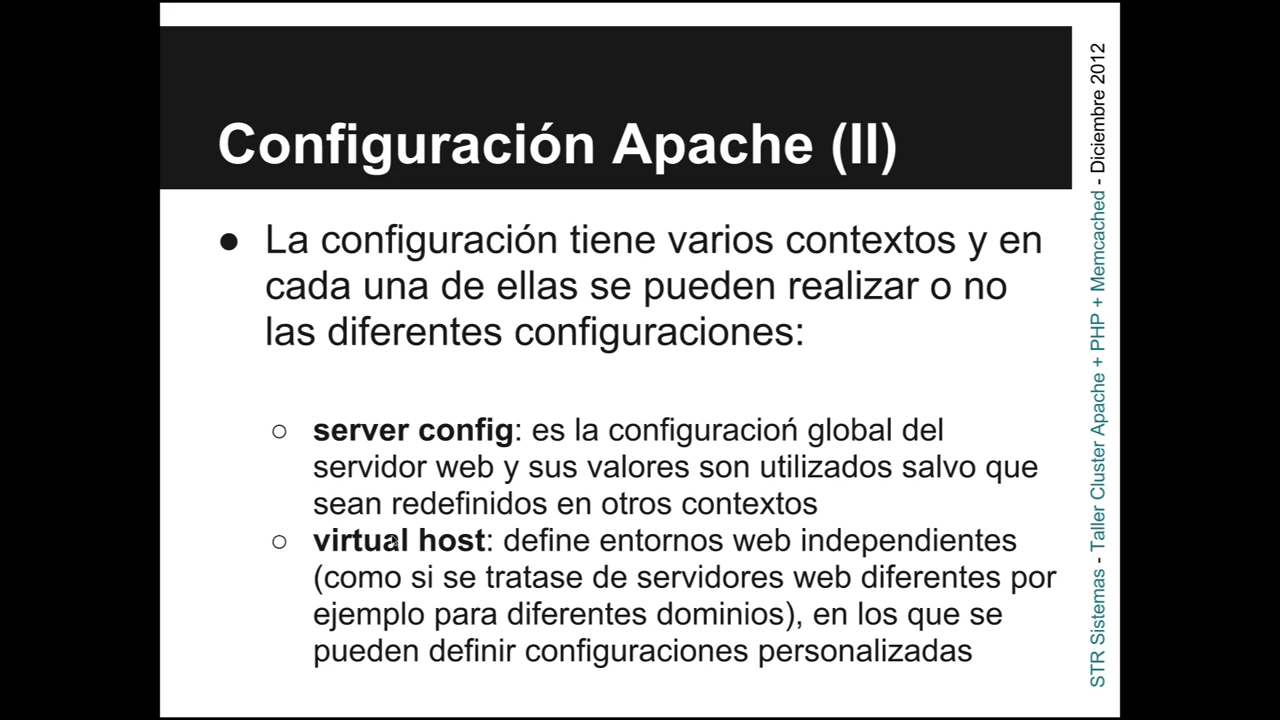 Configuración Apache (II)
● La configuración tiene varios contextos y en
cada una de ellas se pueden realizar o no
las diferentes configuraciones:
○ server config: es la configuracioń global del
servidor web y sus valores son utilizados salvo que
sean redefinidos en otros contextos
○ virtual host: define entornos web independientes
(como si se tratase de servidores web diferentes por
ejemplo para diferentes dominios), en los que se
pueden definir configuraciones personalizadas
STR Sistemas - Taller Cluster Apache + PHP + Memcached - Diciembre 2012